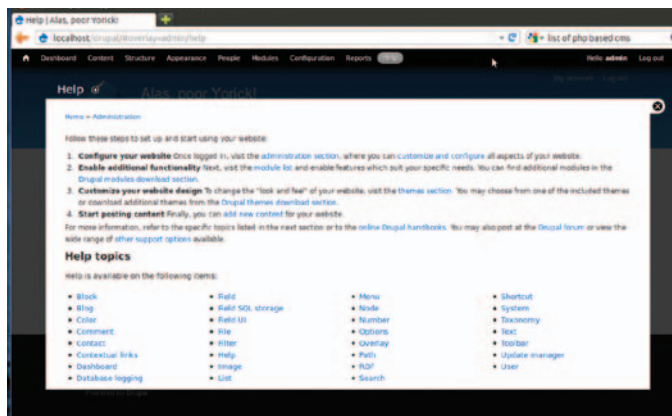 Help | Alas, poor Yorick!
localhost/drupal/#overlay=admin/help
list of php based cms
Dashboard Content Structure Appearance People Modules Configuration Reports Help Hello admin Log out
My account Log out
Help Alas, poor Yorick!
Home » Administration
Follow these steps to set up and start using your website:
1. Configure your website Once logged in, visit the administration section, where you can customize and configure all aspects of your website.
2. Enable additional functionality Next, visit the module list and enable features which suit your specific needs. You can find additional modules in the
Drupal modules download section.
3. Customize your website design To change the "look and feel" of your website, visit the themes section. You may choose from one of the included themes
or download additional themes from the Drupal themes download section.
4. Start posting content Finally, you can add new content for your website.
For more information, refer to the specific topics listed in the next section or to the online Drupal handbooks. You may also post at the Drupal forum or view the
wide range of other support options available.
Help topics
Help is available on the following items:
Block Field Menu Shortcut
Blog Field SQL storage Node System
Color Field UI Number Taxonomy
Comment File Options Text
Contact Filter Overlay Toolbar
Contextual links Help Path Update manager
Dashboard Image RDF User
Database logging List Search
Powered by Drupal